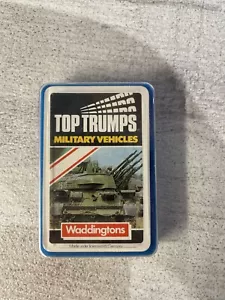 TOP TRUMPS
MILITARY VEHICLES
Waddingtons